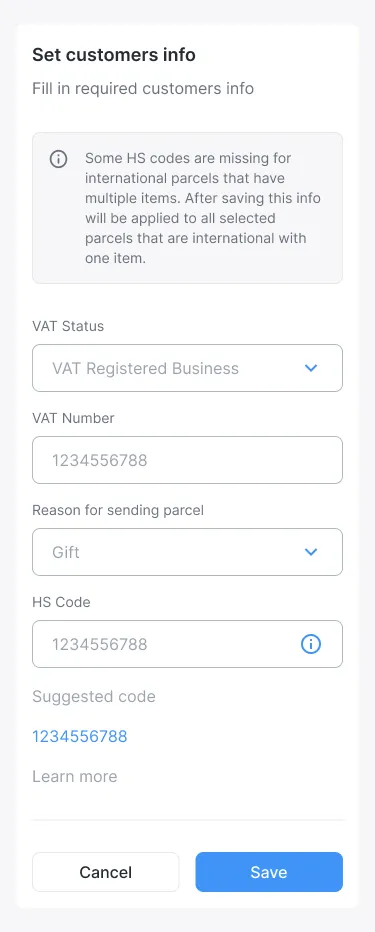 Set customers info
Fill in required customers info
Some HS codes are missing for
international parcels that have
multiple items. After saving this info
will be applied to all selected
parcels that are international with
one item.
VAT Status
VAT Registered Business
VAT Number
1234556788
Reason for sending parcel
Gift
HS Code
1234556788
Suggested code
1234556788
Learn more
Cancel
Save